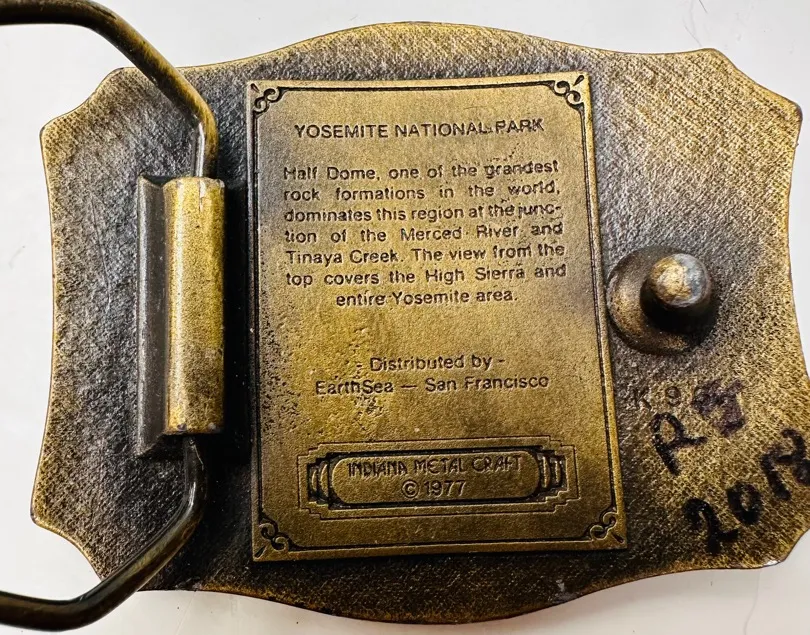 YOSEMITE NATIONAL PARK
Half Dome, one of the grandest
rock formations in the world,
dominates this region at the junc-
tion of the Merced River and
Tinaya Creek. The view from the
top covers the High Sierra and
entire Yosemite area.
- Distributed by -
EarthSea — San Francisco
INDIANA METAL CRAFT
© 1977
2018